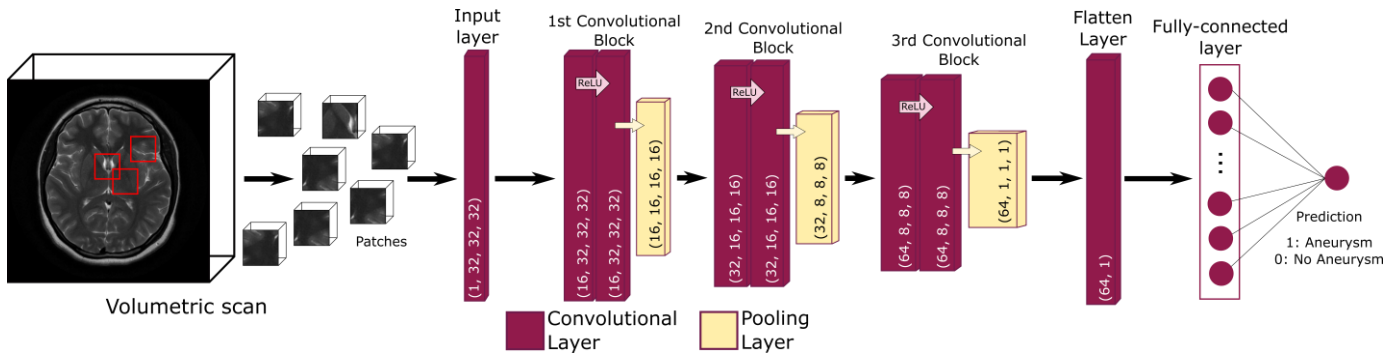 Volumetric scan
Patches
Input
layer
(1, 32, 32, 32)
1st Convolutional
Block
ReLU
(16, 32, 32, 32)
(16, 32, 32, 32)
(16, 16, 16, 16)
2nd Convolutional
Block
ReLU
(32, 16, 16, 16)
(32, 16, 16, 16)
(32, 8, 8, 8)
3rd Convolutional
Block
ReLU
(64, 8, 8, 8)
(64, 8, 8, 8)
(64, 1, 1, 1)
Flatten
Layer
(64, 1)
Fully-connected
layer
...
Prediction
1: Aneurysm
0: No Aneurysm
Convolutional
Layer
Pooling
Layer